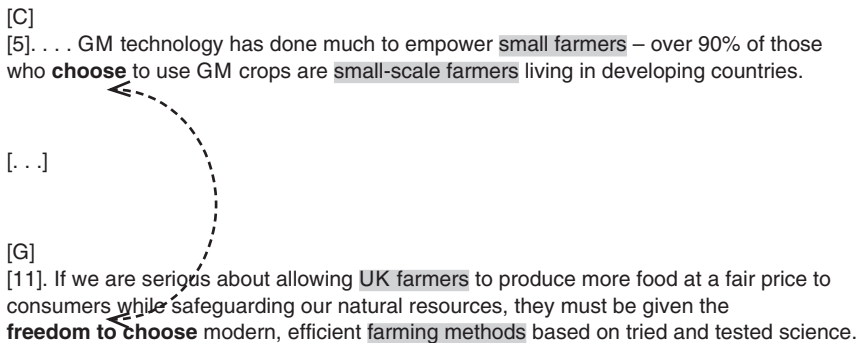 [C]
[5]. . . . GM technology has done much to empower small farmers – over 90% of those
who choose to use GM crops are small-scale farmers living in developing countries.
[. . .]
[G]
[11]. If we are serious about allowing UK farmers to produce more food at a fair price to
consumers while safeguarding our natural resources, they must be given the
freedom to choose modern, efficient farming methods based on tried and tested science.